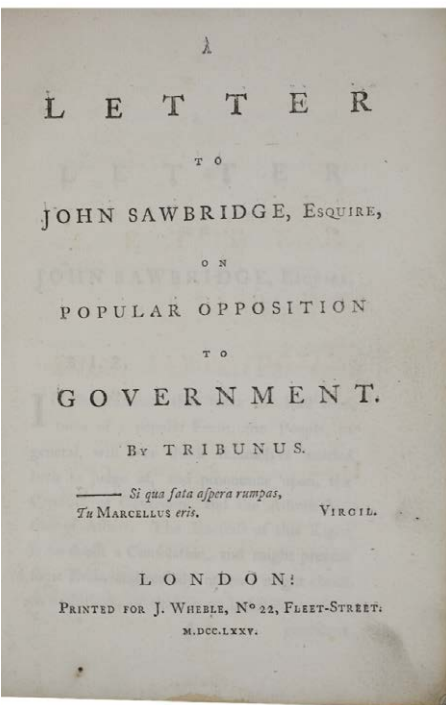 A
LETTER
TO
JOHN SAWBRIDGE, ESQUIRE,
ON
POPULAR OPPOSITION
TO
GOVERNMENT.
BY TRIBUNUS.
——— Si qua fata aſpera rumpas,
Tu MARCELLUS eris. VIRGIL.
LONDON:
PRINTED FOR J. WHEBLE, Nº 22, FLEET-STREET.
M.DCC.LXXV.